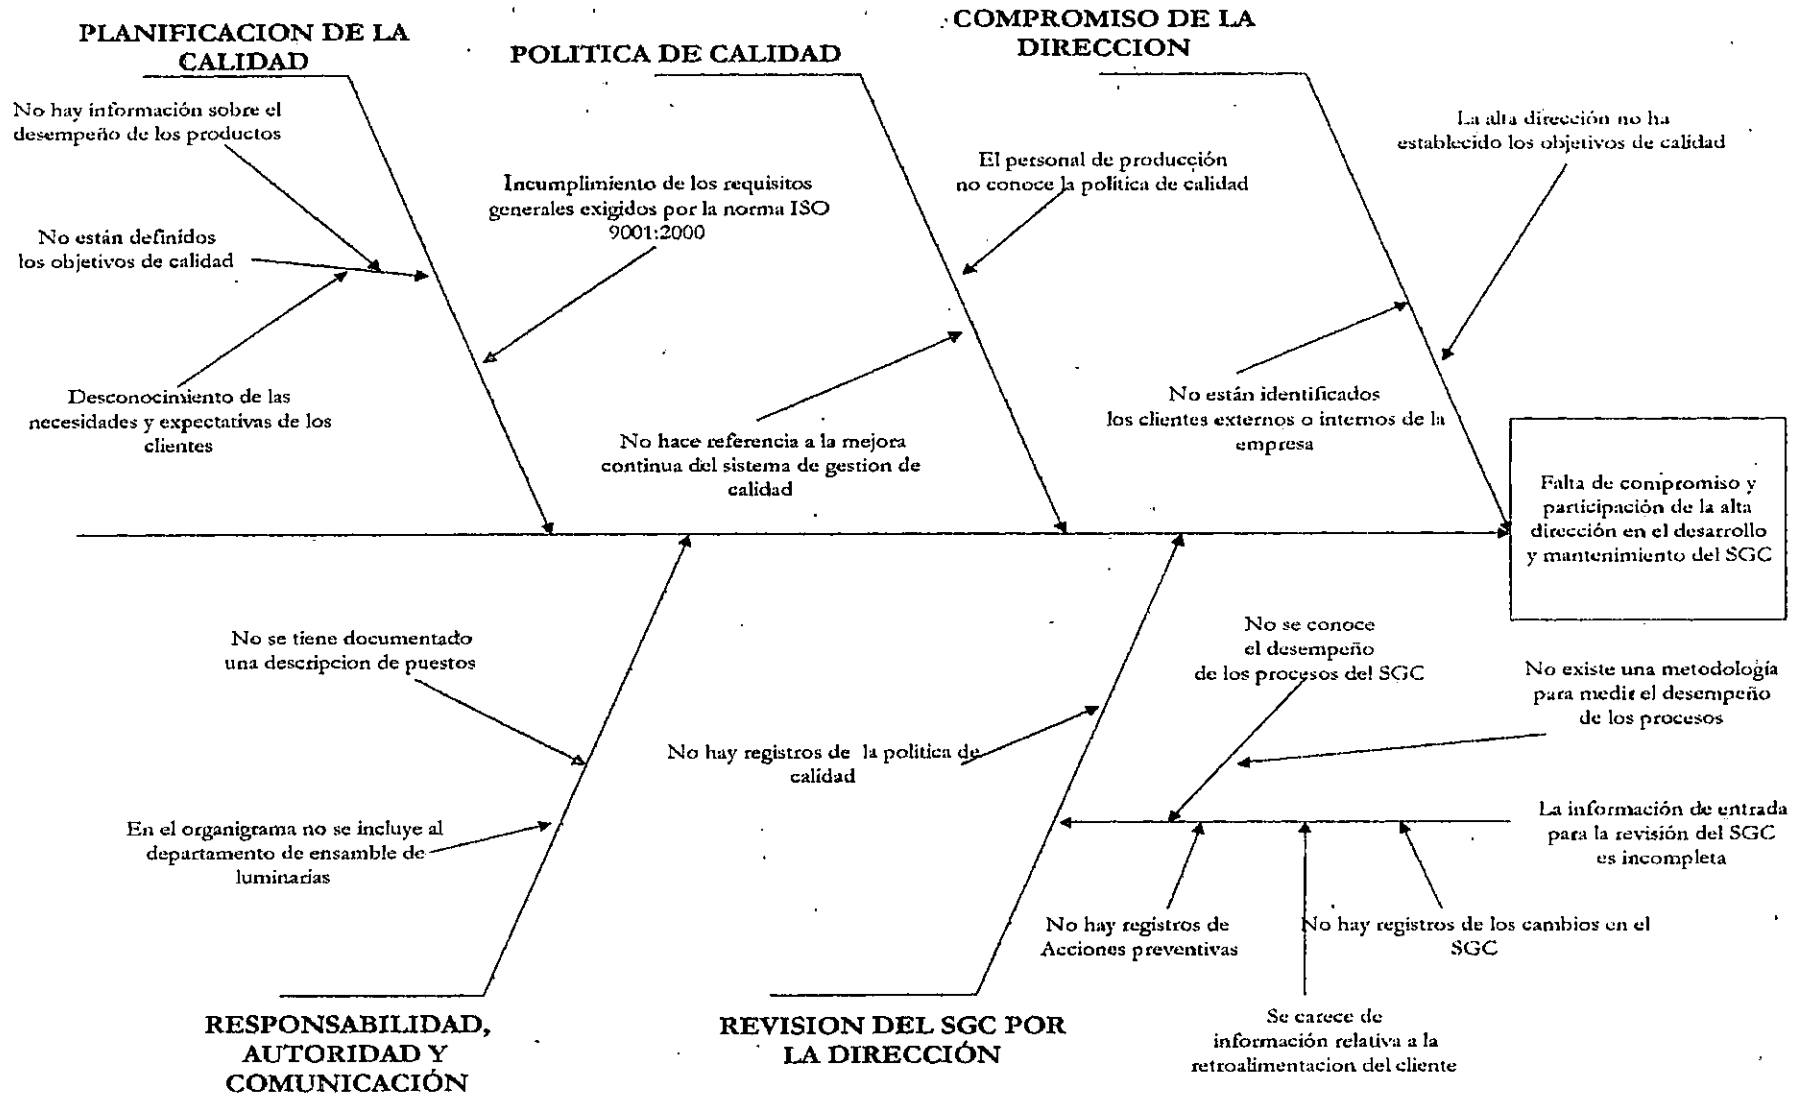 PLANIFICACION DE LA
CALIDAD
POLITICA DE CALIDAD
COMPROMISO DE LA
DIRECCION
No hay información sobre el
desempeño de los productos
No están definidos
los objetivos de calidad
Desconocimiento de las
necesidades y expectativas de los
clientes
Incumplimiento de los requisitos
generales exigidos por la norma ISO
9001:2000
El personal de producción
no conoce la política de calidad
No hace referencia a la mejora
continua del sistema de gestion de
calidad
La alta dirección no ha
establecido los objetivos de calidad
No están identificados
los clientes externos o internos de la
empresa
Falta de compromiso y
participación de la alta
dirección en el desarrollo
y mantenimiento del SGC
No se tiene documentado
una descripcion de puestos
En el organigrama no se incluye al
departamento de ensamble de
luminarias
No hay registros de la politica de
calidad
No se conoce
el desempeño
de los procesos del SGC
No existe una metodología
para medir el desempeño
de los procesos
La información de entrada
para la revisión del SGC
es incompleta
No hay registros de
Acciones preventivas
No hay registros de los cambios en el
SGC
Se carece de
información relativa a la
retroalimentacion del cliente
RESPONSABILIDAD,
AUTORIDAD Y
COMUNICACIÓN
REVISION DEL SGC POR
LA DIRECCIÓN